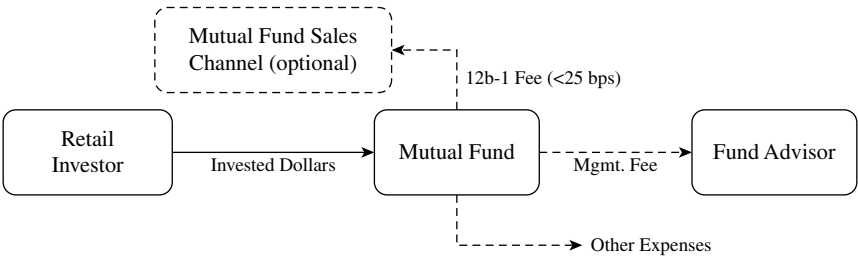 Mutual Fund Sales
Channel (optional)
12b-1 Fee (<25 bps)
Retail
Investor
Invested Dollars
Mutual Fund
Mgmt. Fee
Fund Advisor
Other Expenses